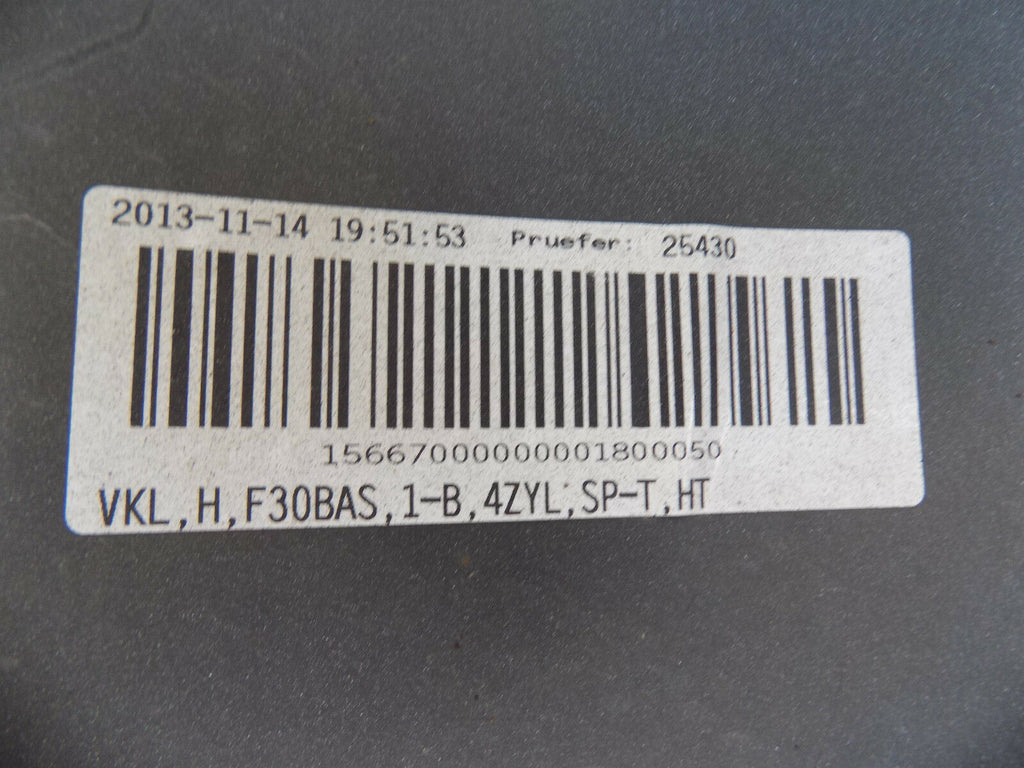 2013-11-14 19:51:53 Pruefer: 25430
15667000000001800050
VKL,H,F30BAS,1-B,4ZYL,SP-T,HT